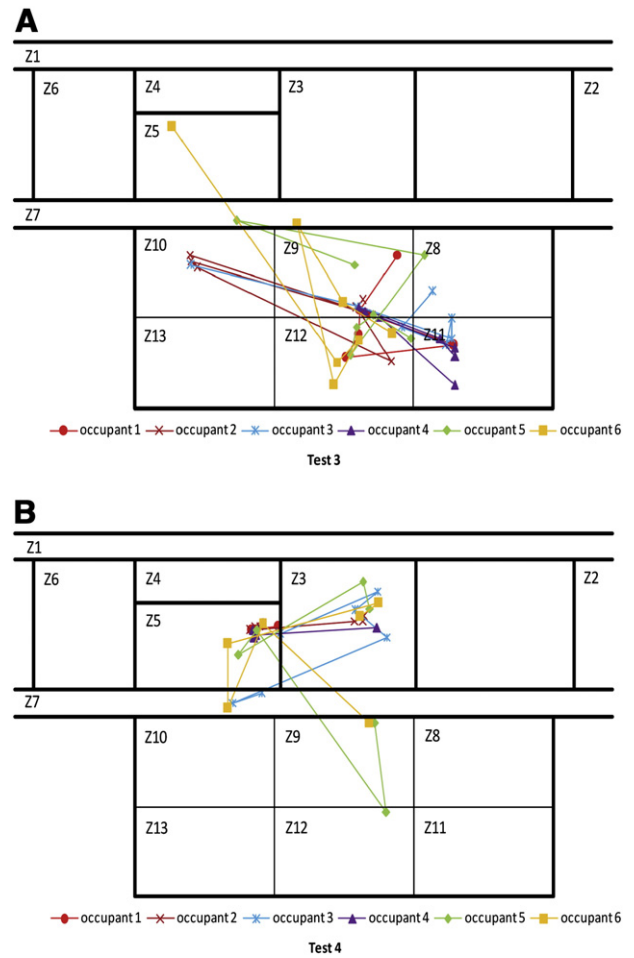 A
Z1
Z6 Z4 Z3 Z2
Z5
Z7
Z10 Z9 Z8
Z13 Z12 Z11
occupant 1 occupant 2 occupant 3 occupant 4 occupant 5 occupant 6
Test 3
B
Z1
Z6 Z4 Z3 Z2
Z5
Z7
Z10 Z9 Z8
Z13 Z12 Z11
occupant 1 occupant 2 occupant 3 occupant 4 occupant 5 occupant 6
Test 4